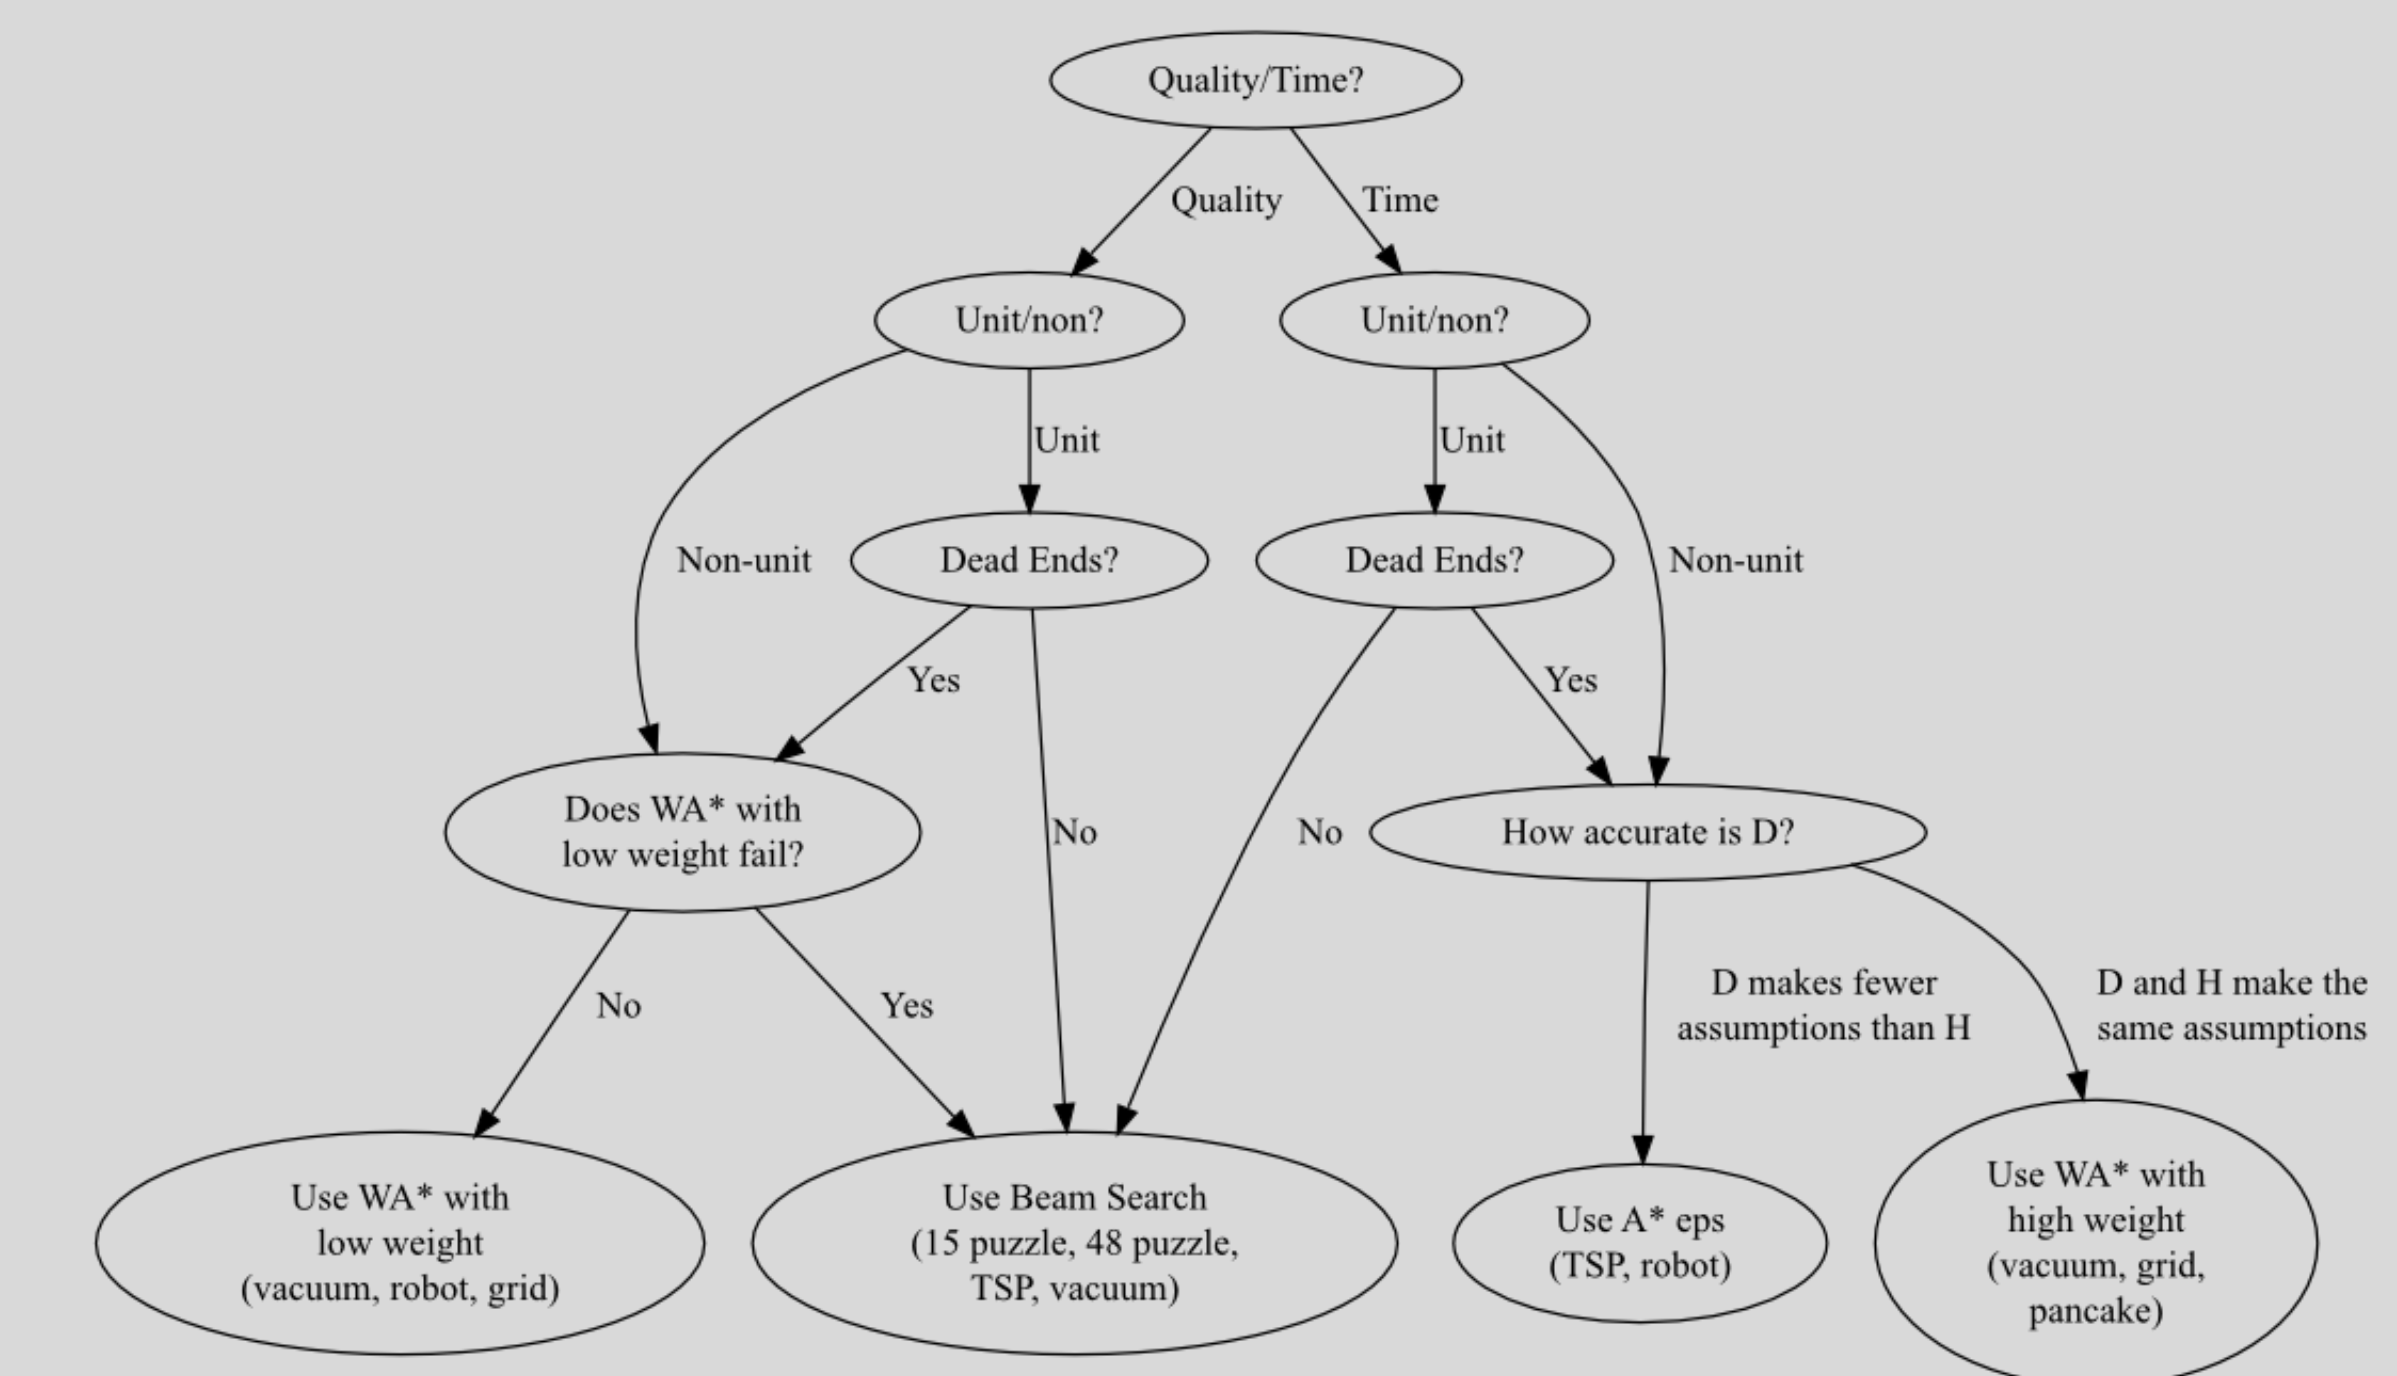 Quality/Time?
Quality
Time
Unit/non?
Unit/non?
Unit
Unit
Non-unit
Dead Ends?
Dead Ends?
Non-unit
Yes
Yes
Does WA* with
low weight fail?
No
No
How accurate is D?
No
Yes
D makes fewer
assumptions than H
D and H make the
same assumptions
Use WA* with
low weight
(vacuum, robot, grid)
Use Beam Search
(15 puzzle, 48 puzzle,
TSP, vacuum)
Use A* eps
(TSP, robot)
Use WA* with
high weight
(vacuum, grid,
pancake)